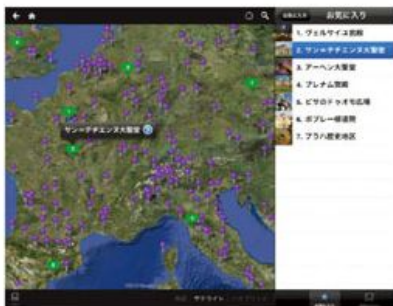 お気に入り
1. ヴェルサイユ宮殿
2. サン=テチエンヌ大聖堂
3. アーヘン大聖堂
4. ブレナム宮殿
5. ピサのドゥオモ広場
6. ポブレー修道院
7. プラハ歴史地区
サン=テチエンヌ大聖堂
サテライト